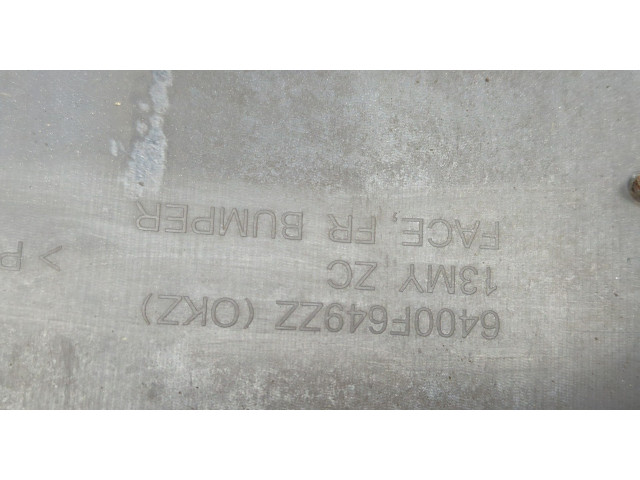 6400F649ZZ (OKZ)
13MY ZC
FACE, FR BUMPER
> P